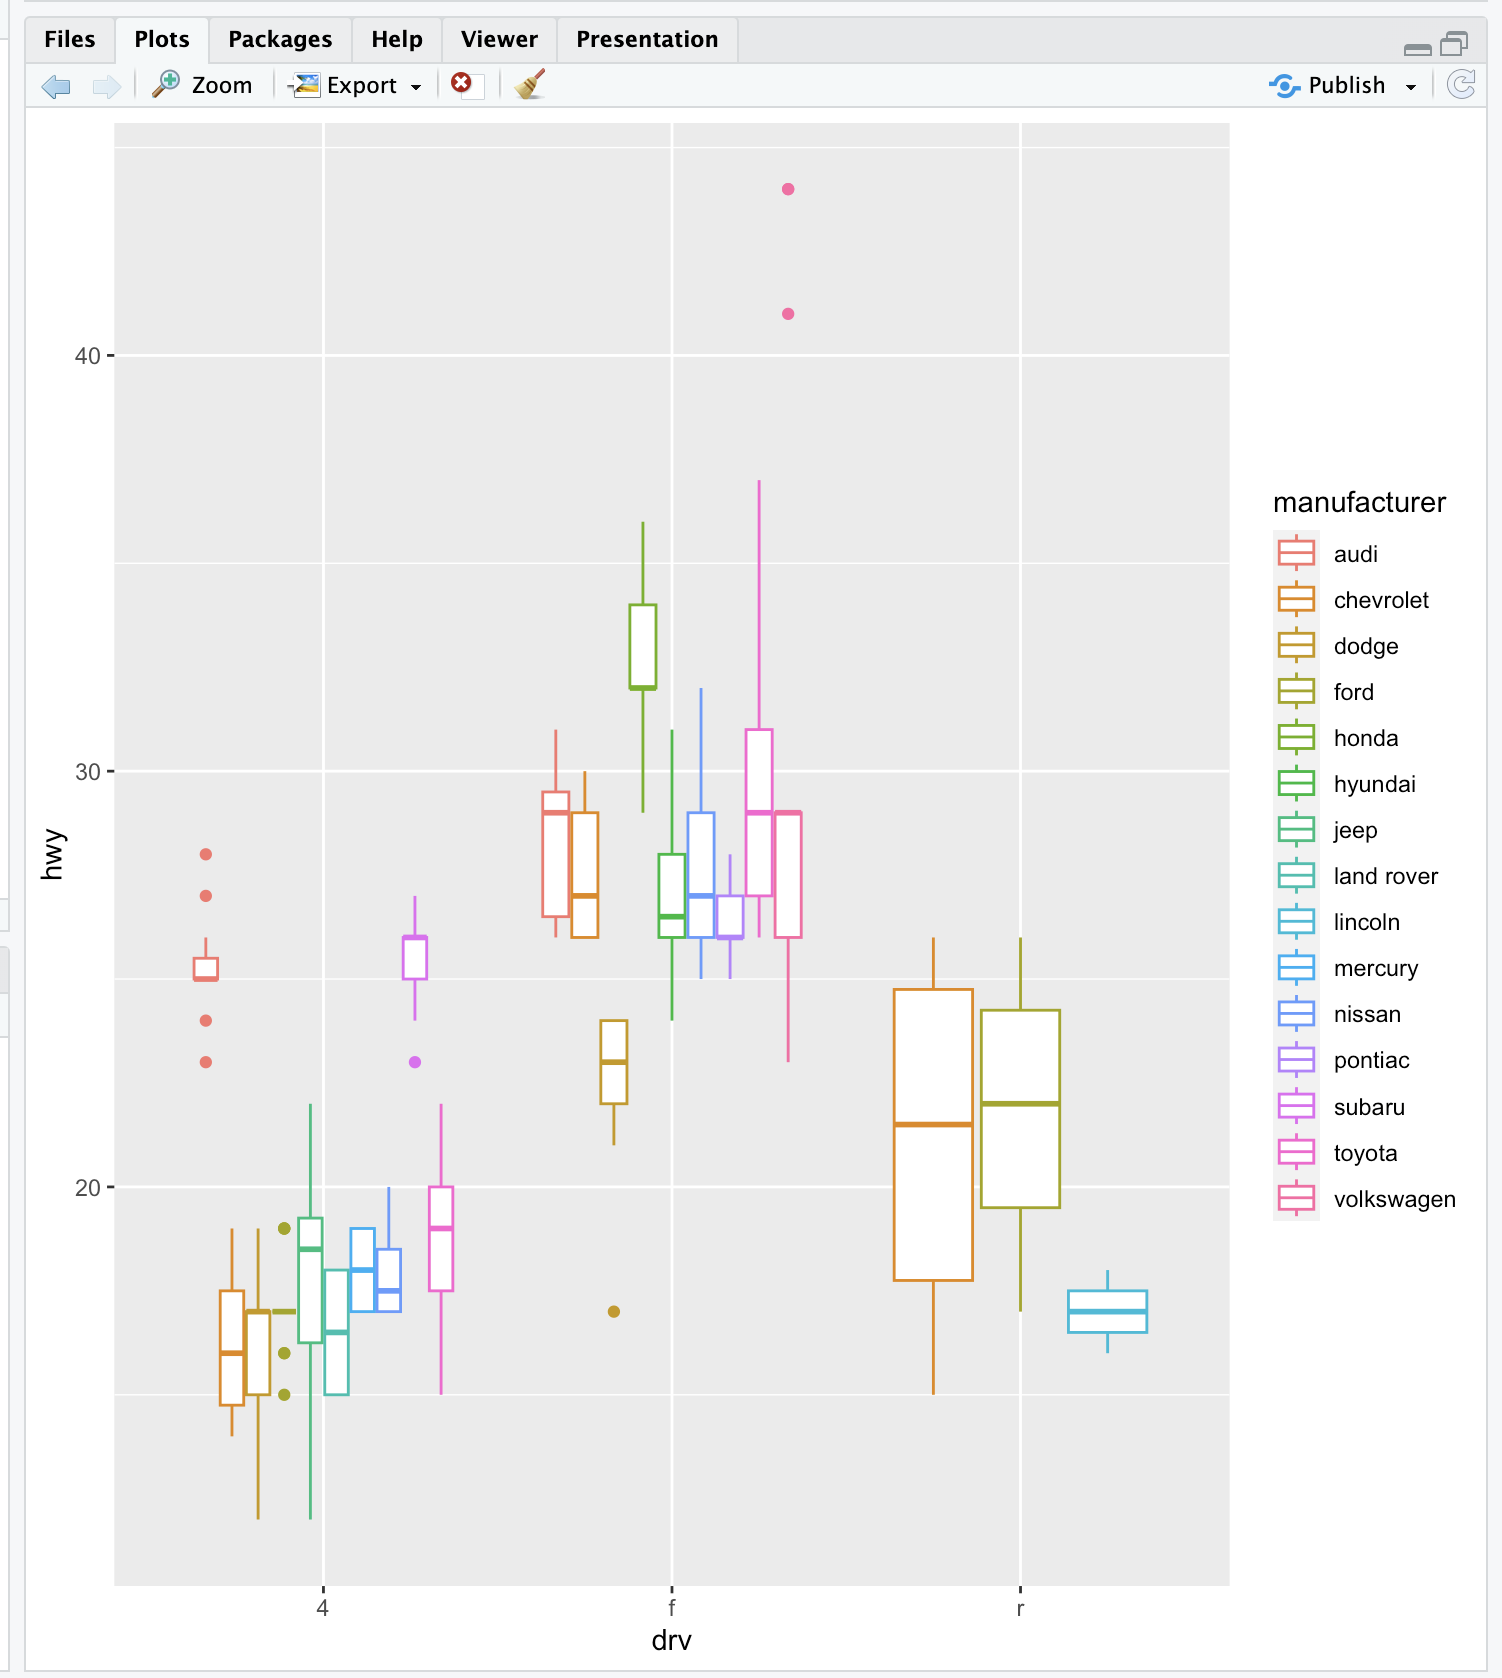 Files Plots Packages Help Viewer Presentation
Zoom Export Publish
40
30
20
hwy
4 f r
drv
manufacturer
audi
chevrolet
dodge
ford
honda
hyundai
jeep
land rover
lincoln
mercury
nissan
pontiac
subaru
toyota
volkswagen